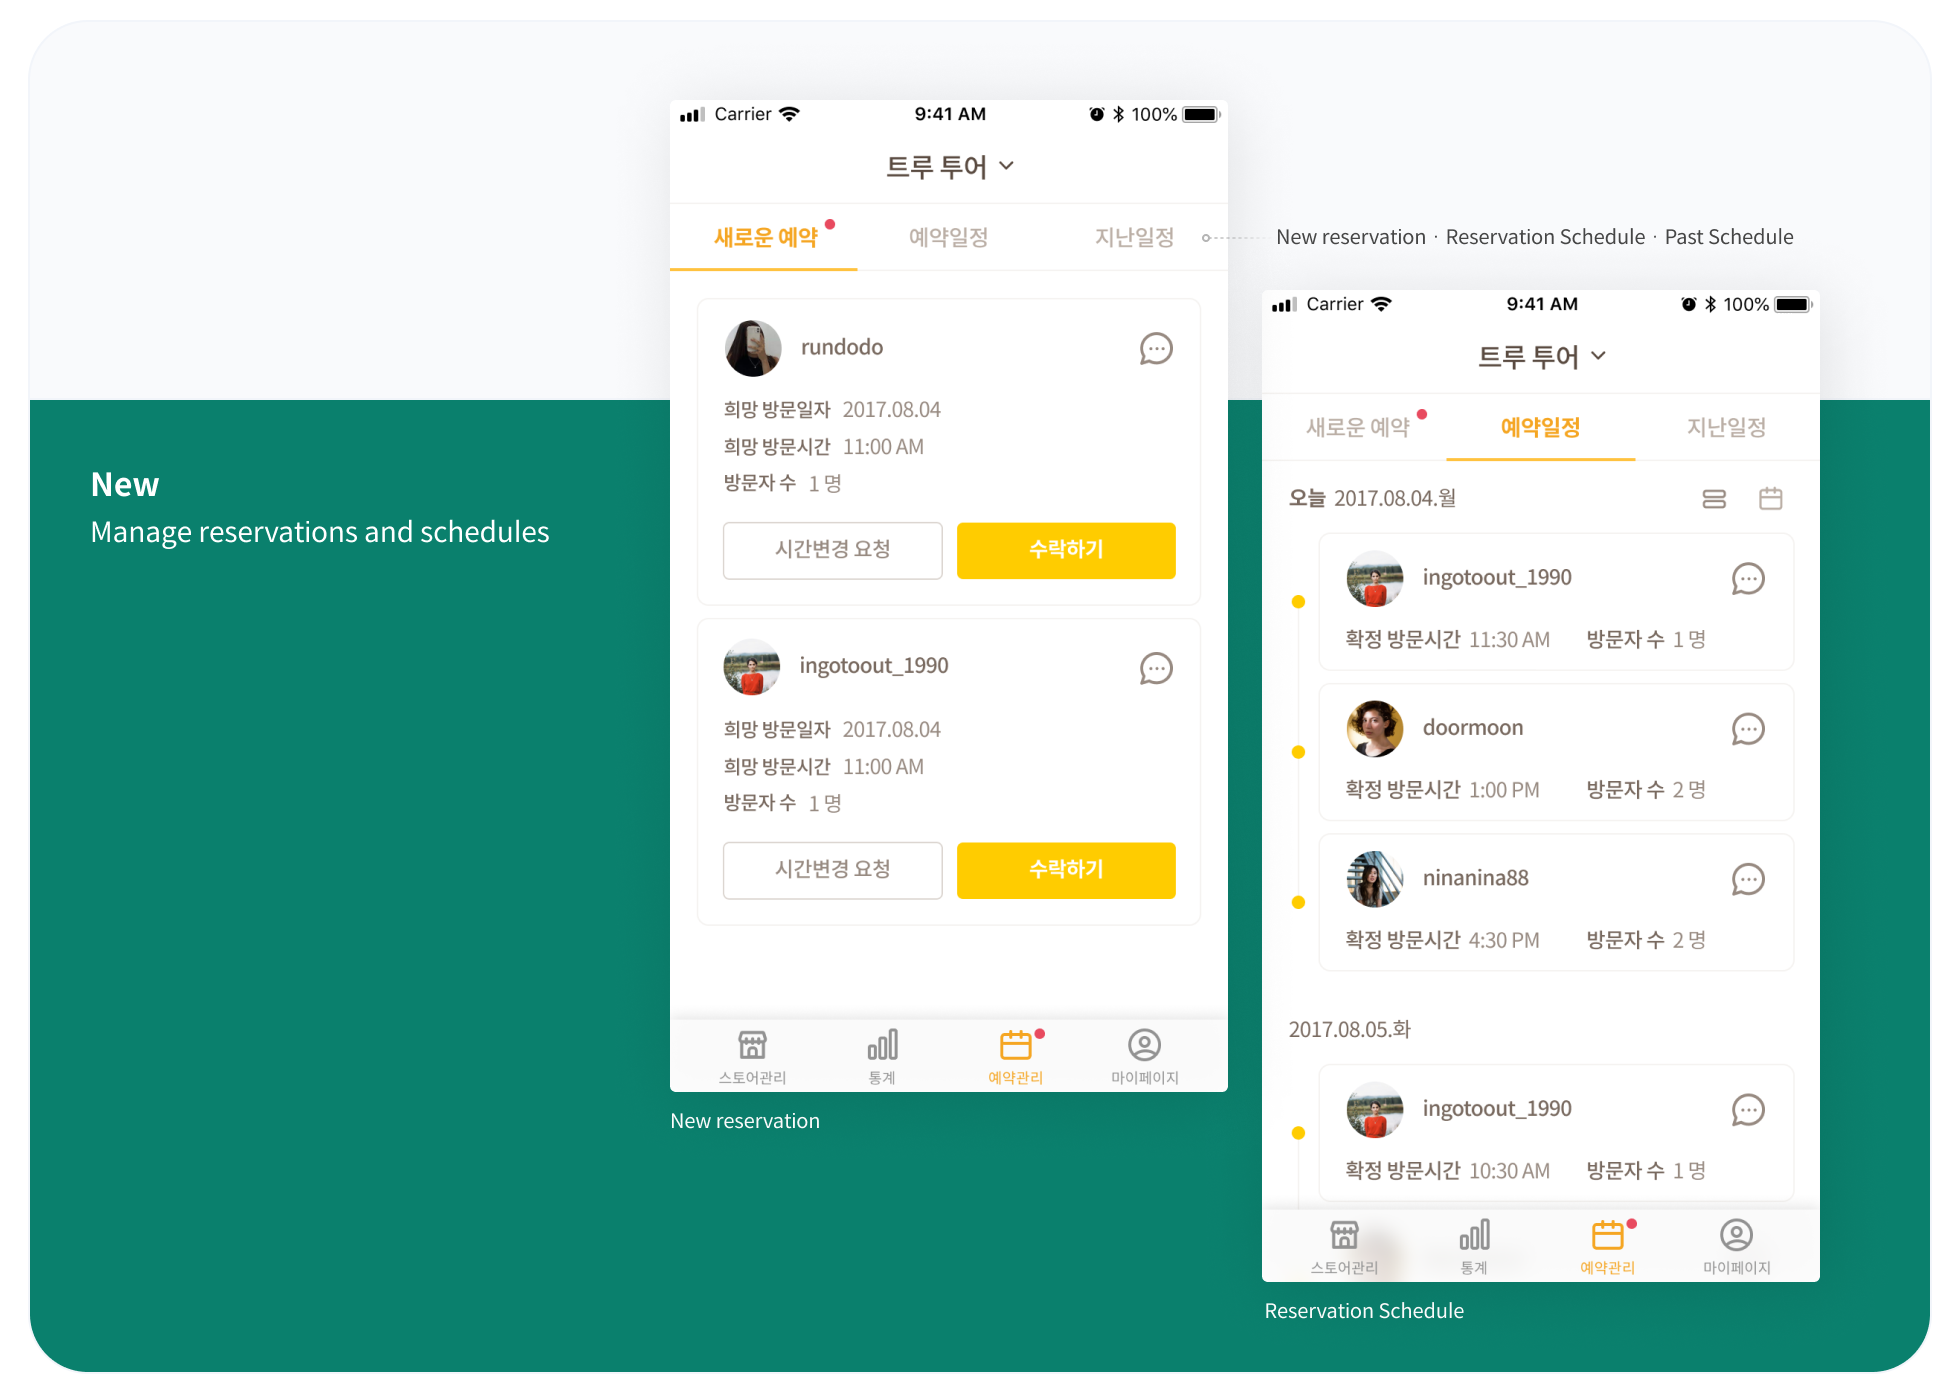 New
Manage reservations and schedules
Carrier 9:41 AM 100%
트루 투어
새로운 예약 예약일정 지난일정
New reservation · Reservation Schedule · Past Schedule
rundodo
희망 방문일자 2017.08.04
희망 방문시간 11:00 AM
방문자 수 1 명
시간변경 요청 수락하기
ingotoout_1990
희망 방문일자 2017.08.04
희망 방문시간 11:00 AM
방문자 수 1 명
시간변경 요청 수락하기
스토어관리 통계 예약관리 마이페이지
New reservation
Carrier 9:41 AM 100%
트루 투어
새로운 예약 예약일정 지난일정
오늘 2017.08.04.월
ingotoout_1990
확정 방문시간 11:30 AM 방문자 수 1 명
doormoon
확정 방문시간 1:00 PM 방문자 수 2 명
ninanina88
확정 방문시간 4:30 PM 방문자 수 2 명
2017.08.05.화
ingotoout_1990
확정 방문시간 10:30 AM 방문자 수 1 명
스토어관리 통계 예약관리 마이페이지
Reservation Schedule